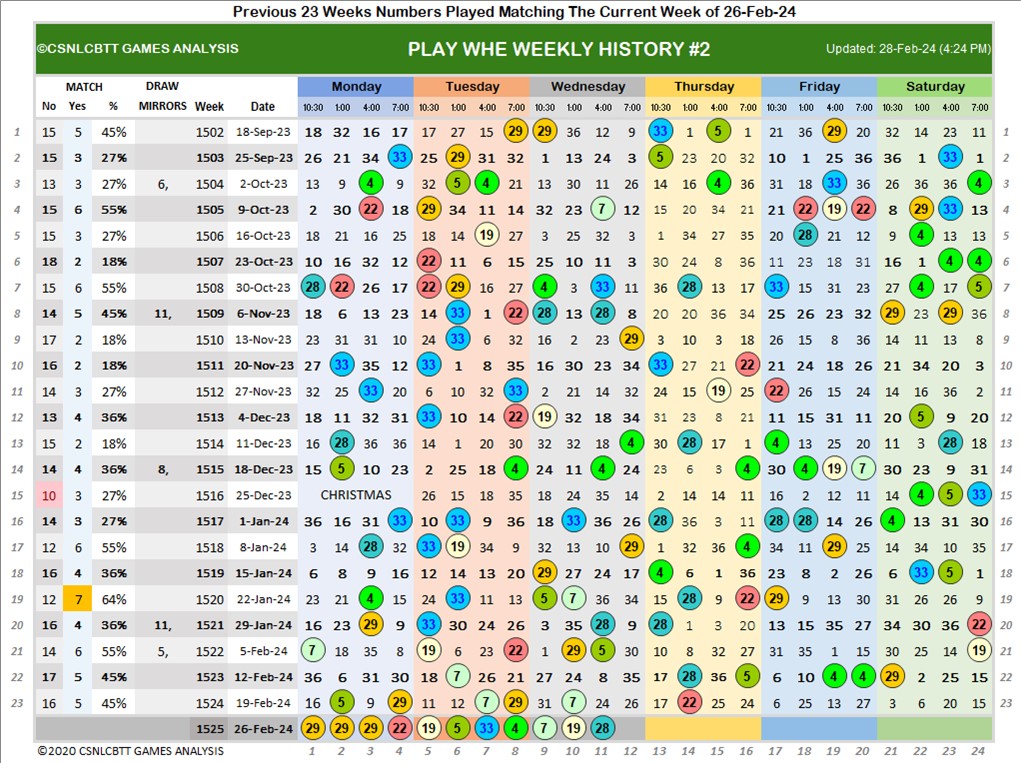 Previous 23 Weeks Numbers Played Matching The Current Week of 26-Feb-24
©CSNLCBTT GAMES ANALYSIS PLAY WHE WEEKLY HISTORY #2 Updated: 28-Feb-24 (4:24 PM)
MATCH DRAW Monday Tuesday Wednesday Thursday Friday Saturday
No Yes % MIRRORS Week Date 10:30 1:00 4:00 7:00 10:30 1:00 4:00 7:00 10:30 1:00 4:00 7:00 10:30 1:00 4:00 7:00 10:30 1:00 4:00 7:00 10:30 1:00 4:00 7:00
1 15 5 45% 1502 18-Sep-23 18 32 16 17 17 27 15 29 29 36 12 9 33 1 5 1 21 36 29 20 32 14 23 11 1
2 15 3 27% 1503 25-Sep-23 26 21 34 33 25 29 31 32 1 13 24 3 5 23 20 32 10 1 25 36 36 1 33 1 2
3 13 3 27% 6, 1504 2-Oct-23 13 9 4 9 32 5 4 21 13 30 11 26 14 16 4 36 31 18 33 36 26 36 36 4 3
4 15 6 55% 1505 9-Oct-23 2 30 22 18 29 34 11 14 32 23 7 12 15 20 34 21 21 22 19 22 8 29 33 13 4
5 15 3 27% 1506 16-Oct-23 18 21 16 25 18 14 19 27 3 25 32 3 1 34 27 35 20 28 21 12 9 4 13 13 5
6 18 2 18% 1507 23-Oct-23 10 16 32 12 22 11 6 15 26 10 11 3 30 24 8 36 11 23 18 31 16 1 4 4 6
7 15 6 55% 1508 30-Oct-23 28 22 26 17 22 29 16 27 4 3 33 11 36 28 13 7 33 15 31 23 27 4 17 5 7
8 14 5 45% 11, 1509 6-Nov-23 18 6 13 23 14 33 1 22 28 13 28 8 20 20 36 34 25 26 23 32 29 23 29 36 8
9 17 2 18% 1510 13-Nov-23 23 31 31 10 24 33 6 32 16 2 23 29 3 10 3 18 26 15 8 36 14 11 13 8 9
10 16 2 18% 1511 20-Nov-23 27 33 35 12 33 1 8 35 16 30 23 34 33 27 21 22 21 24 18 26 21 34 20 3 10
11 14 3 27% 1512 27-Nov-23 32 25 33 20 6 10 32 33 2 21 14 32 24 15 19 25 22 26 15 24 14 16 36 12 11
12 13 4 36% 1513 4-Dec-23 18 11 32 31 33 10 14 22 19 32 18 34 31 23 8 21 11 15 31 11 20 5 9 20 12
13 15 2 18% 1514 11-Dec-23 16 28 36 36 14 1 20 30 32 32 18 4 30 28 17 1 4 13 25 20 11 3 28 18 13
14 14 4 36% 8, 1515 18-Dec-23 15 5 10 23 2 25 18 4 24 11 4 24 23 6 3 4 30 4 19 7 30 23 9 31 14
15 10 3 27% 1516 25-Dec-23 CHRISTMAS 26 15 18 35 18 24 35 14 2 14 14 11 16 2 12 11 14 4 5 33 15
16 14 3 27% 1517 1-Jan-24 36 16 31 33 10 33 9 36 18 33 36 26 28 36 3 11 28 28 14 26 4 13 31 30 16
17 12 6 55% 1518 8-Jan-24 3 14 28 32 33 19 34 9 32 13 10 29 1 32 36 4 34 11 29 25 14 34 10 35 17
18 16 4 36% 1519 15-Jan-24 6 8 9 16 12 14 13 20 29 27 24 17 4 6 1 36 23 8 2 26 6 33 5 1 18
19 12 7 64% 1520 22-Jan-24 23 21 4 15 24 33 11 13 5 7 36 34 15 28 9 22 29 9 13 30 31 26 26 9 19
20 16 4 36% 11, 1521 29-Jan-24 16 23 29 9 33 30 24 26 3 35 28 9 28 1 3 20 13 15 35 27 34 30 36 22 20
21 14 6 55% 5, 1522 5-Feb-24 7 18 35 8 19 6 23 22 1 29 5 30 10 8 32 27 31 35 1 15 30 25 14 19 21
22 17 5 45% 1523 12-Feb-24 36 6 31 30 18 7 26 21 27 24 8 35 17 28 36 5 6 10 4 4 29 2 25 15 22
23 16 5 45% 1524 19-Feb-24 16 5 9 29 11 12 7 29 30 7 24 26 17 22 25 24 6 25 13 27 3 6 20 15 23
1525 26-Feb-24 29 29 29 22 19 5 33 4 7 19 28
©2020 CSNLCBTT GAMES ANALYSIS 1 2 3 4 5 6 7 8 9 10 11 12 13 14 15 16 17 18 19 20 21 22 23 24